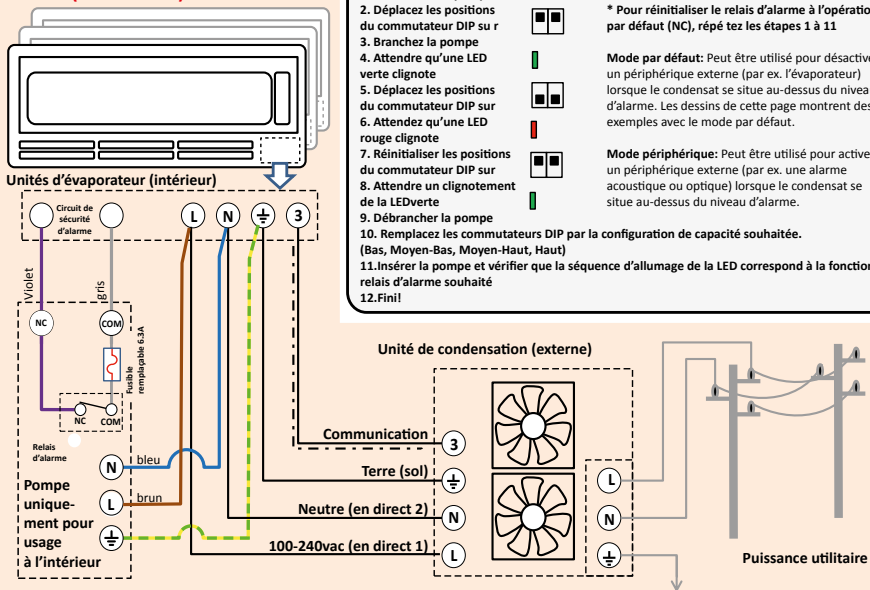 2. Déplacez les positions
du commutateur DIP su r
3. Branchez la pompe
4. Attendre qu'une LED
verte clignote
5. Déplacez les positions
du commutateur DIP sur
6. Attendez qu'une LED
rouge clignote
7. Réinitialiser les positions
du commutateur DIP sur
8. Attendre un clignotement
de la LEDverte
9. Débrancher la pompe
10. Remplacez les commutateurs DIP par la configuration de capacité souhaitée.
(Bas, Moyen-Bas, Moyen-Haut, Haut)
11.Insérer la pompe et vérifier que la séquence d'allumage de la LED correspond à la fonction
relais d'alarme souhaité
12.Fini!
* Pour réinitialiser le relais d'alarme à l'opératio
par défaut (NC), répé tez les étapes 1 à 11
Mode par défaut: Peut être utilisé pour désactive
un périphérique externe (par ex. l'évaporateur)
lorsque le condensat se situe au-dessus du niveau
d'alarme. Les dessins de cette page montrent des
exemples avec le mode par défaut.
Mode périphérique: Peut être utilisé pour active
un périphérique externe (par ex. une alarme
acoustique ou optique) lorsque le condensat se
situe au-dessus du niveau d'alarme.
Unités d'évaporateur (intérieur)
Circuit de
sécurité
d'alarme
L
N
3
Violet
gris
NC
COM
Fusible
remplaçable 6.3A
NC
COM
Relais
d'alarme
N
bleu
L
brun
Pompe
unique-
ment pour
usage
à l'intérieur
Unité de condensation (externe)
Communication
3
Terre (sol)
Neutre (en direct 2)
N
100-240vac (en direct 1)
L
L
N
Puissance utilitaire